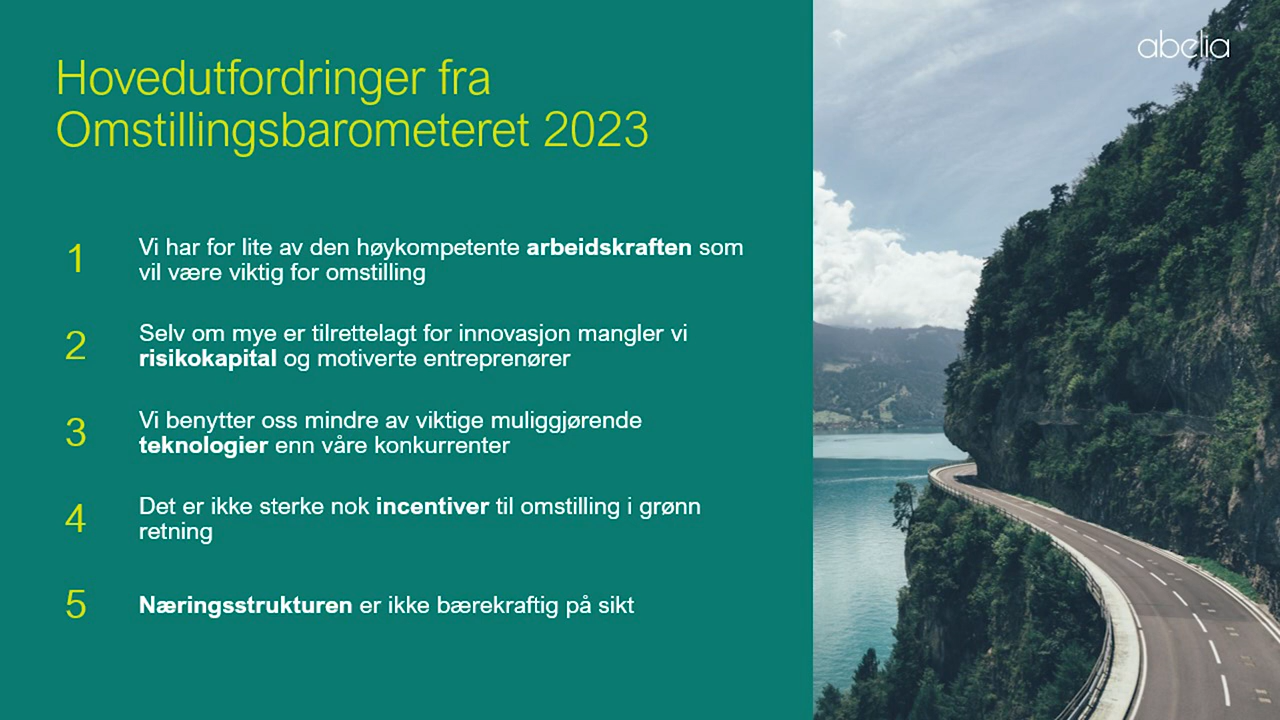 abelia
Hovedutfordringer fra
Omstillingsbarometeret 2023
1
Vi har for lite av den høykompetente arbeidskraften som
vil være viktig for omstilling
2
Selv om mye er tilrettelagt for innovasjon mangler vi
risikokapital og motiverte entreprenører
3
Vi benytter oss mindre av viktige muliggjørende
teknologier enn våre konkurrenter
4
Det er ikke sterke nok incentiver til omstilling i grønn
retning
5
Næringsstrukturen er ikke bærekraftig på sikt